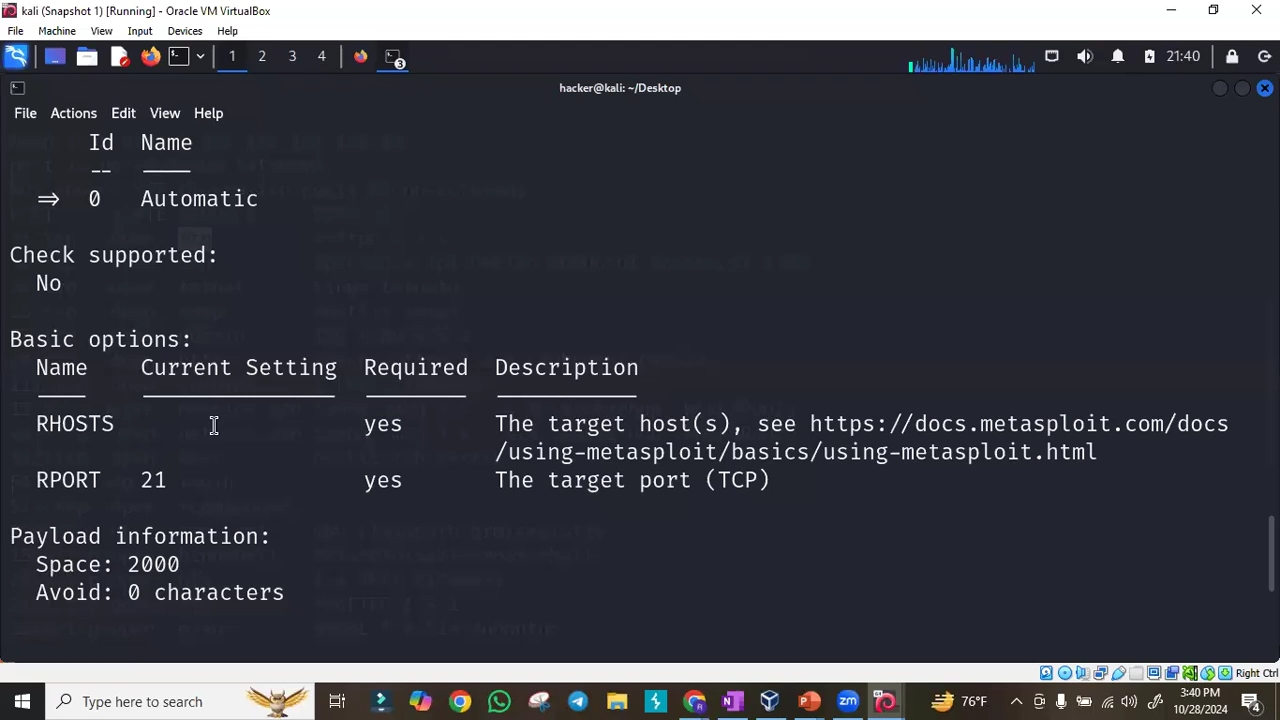 kali (Snapshot 1) [Running] - Oracle VM VirtualBox
File Machine View Input Devices Help
1 2 3 4 3 21:40
hacker@kali: ~/Desktop
File Actions Edit View Help
Id Name
-- ----
=> 0 Automatic
Check supported:
No
Basic options:
Name Current Setting Required Description
RHOSTS yes The target host(s), see https://docs.metasploit.com/docs
/using-metasploit/basics/using-metasploit.html
RPORT 21 yes The target port (TCP)
Payload information:
Space: 2000
Avoid: 0 characters
Right Ctrl
Type here to search 76°F 3:40 PM
10/28/2024 4